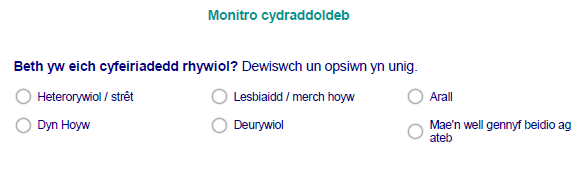 Monitro cydraddoldeb
Beth yw eich cyfeiriadedd rhywiol? Dewiswch un opsiwn yn unig.
Heterorywiol / strêt
Lesbiaidd / merch hoyw
Arall
Dyn Hoyw
Deurywiol
Mae'n well gennyf beidio ag
ateb